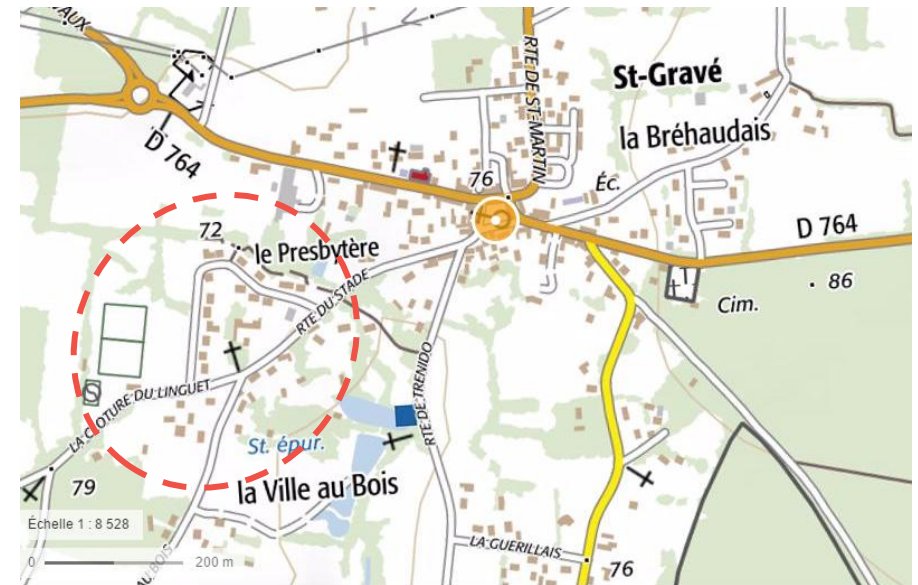 AUX
RTE DE ST-MARTIN
St-Gravé
la Bréhaudais
D 764
76
Éc.
72
le Presbytère
D 764
86
Cim.
RTE DU STADE
LA CLOTURE DU LINGUET
RTE DE TRENIDO
St. épur.
79
la Ville au Bois
Échelle 1 : 8 528
0 200 m
AU BOIS
LA GUERILLAIS
76